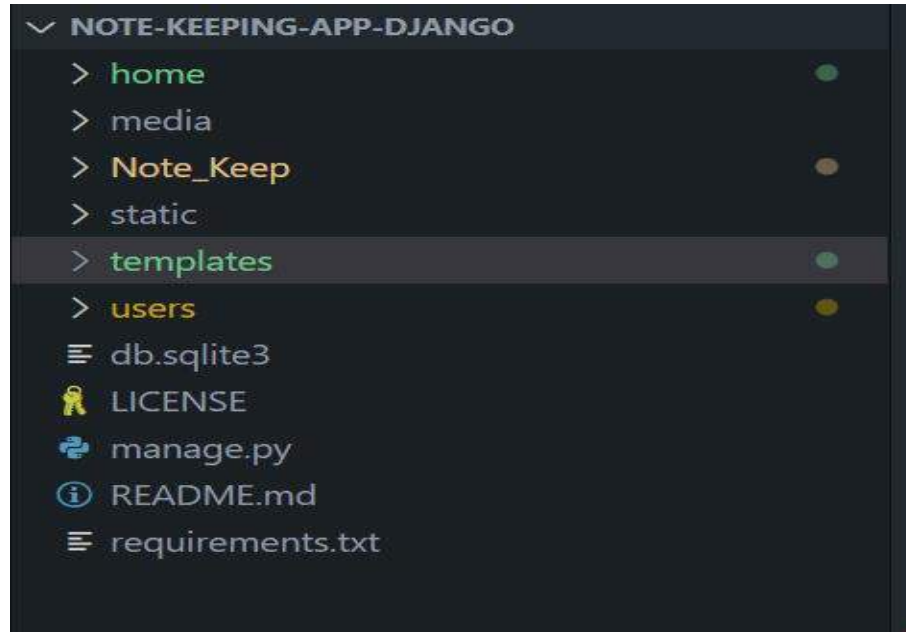 NOTE-KEEPING-APP-DJANGO
home
media
Note_Keep
static
templates
users
db.sqlite3
LICENSE
manage.py
README.md
requirements.txt